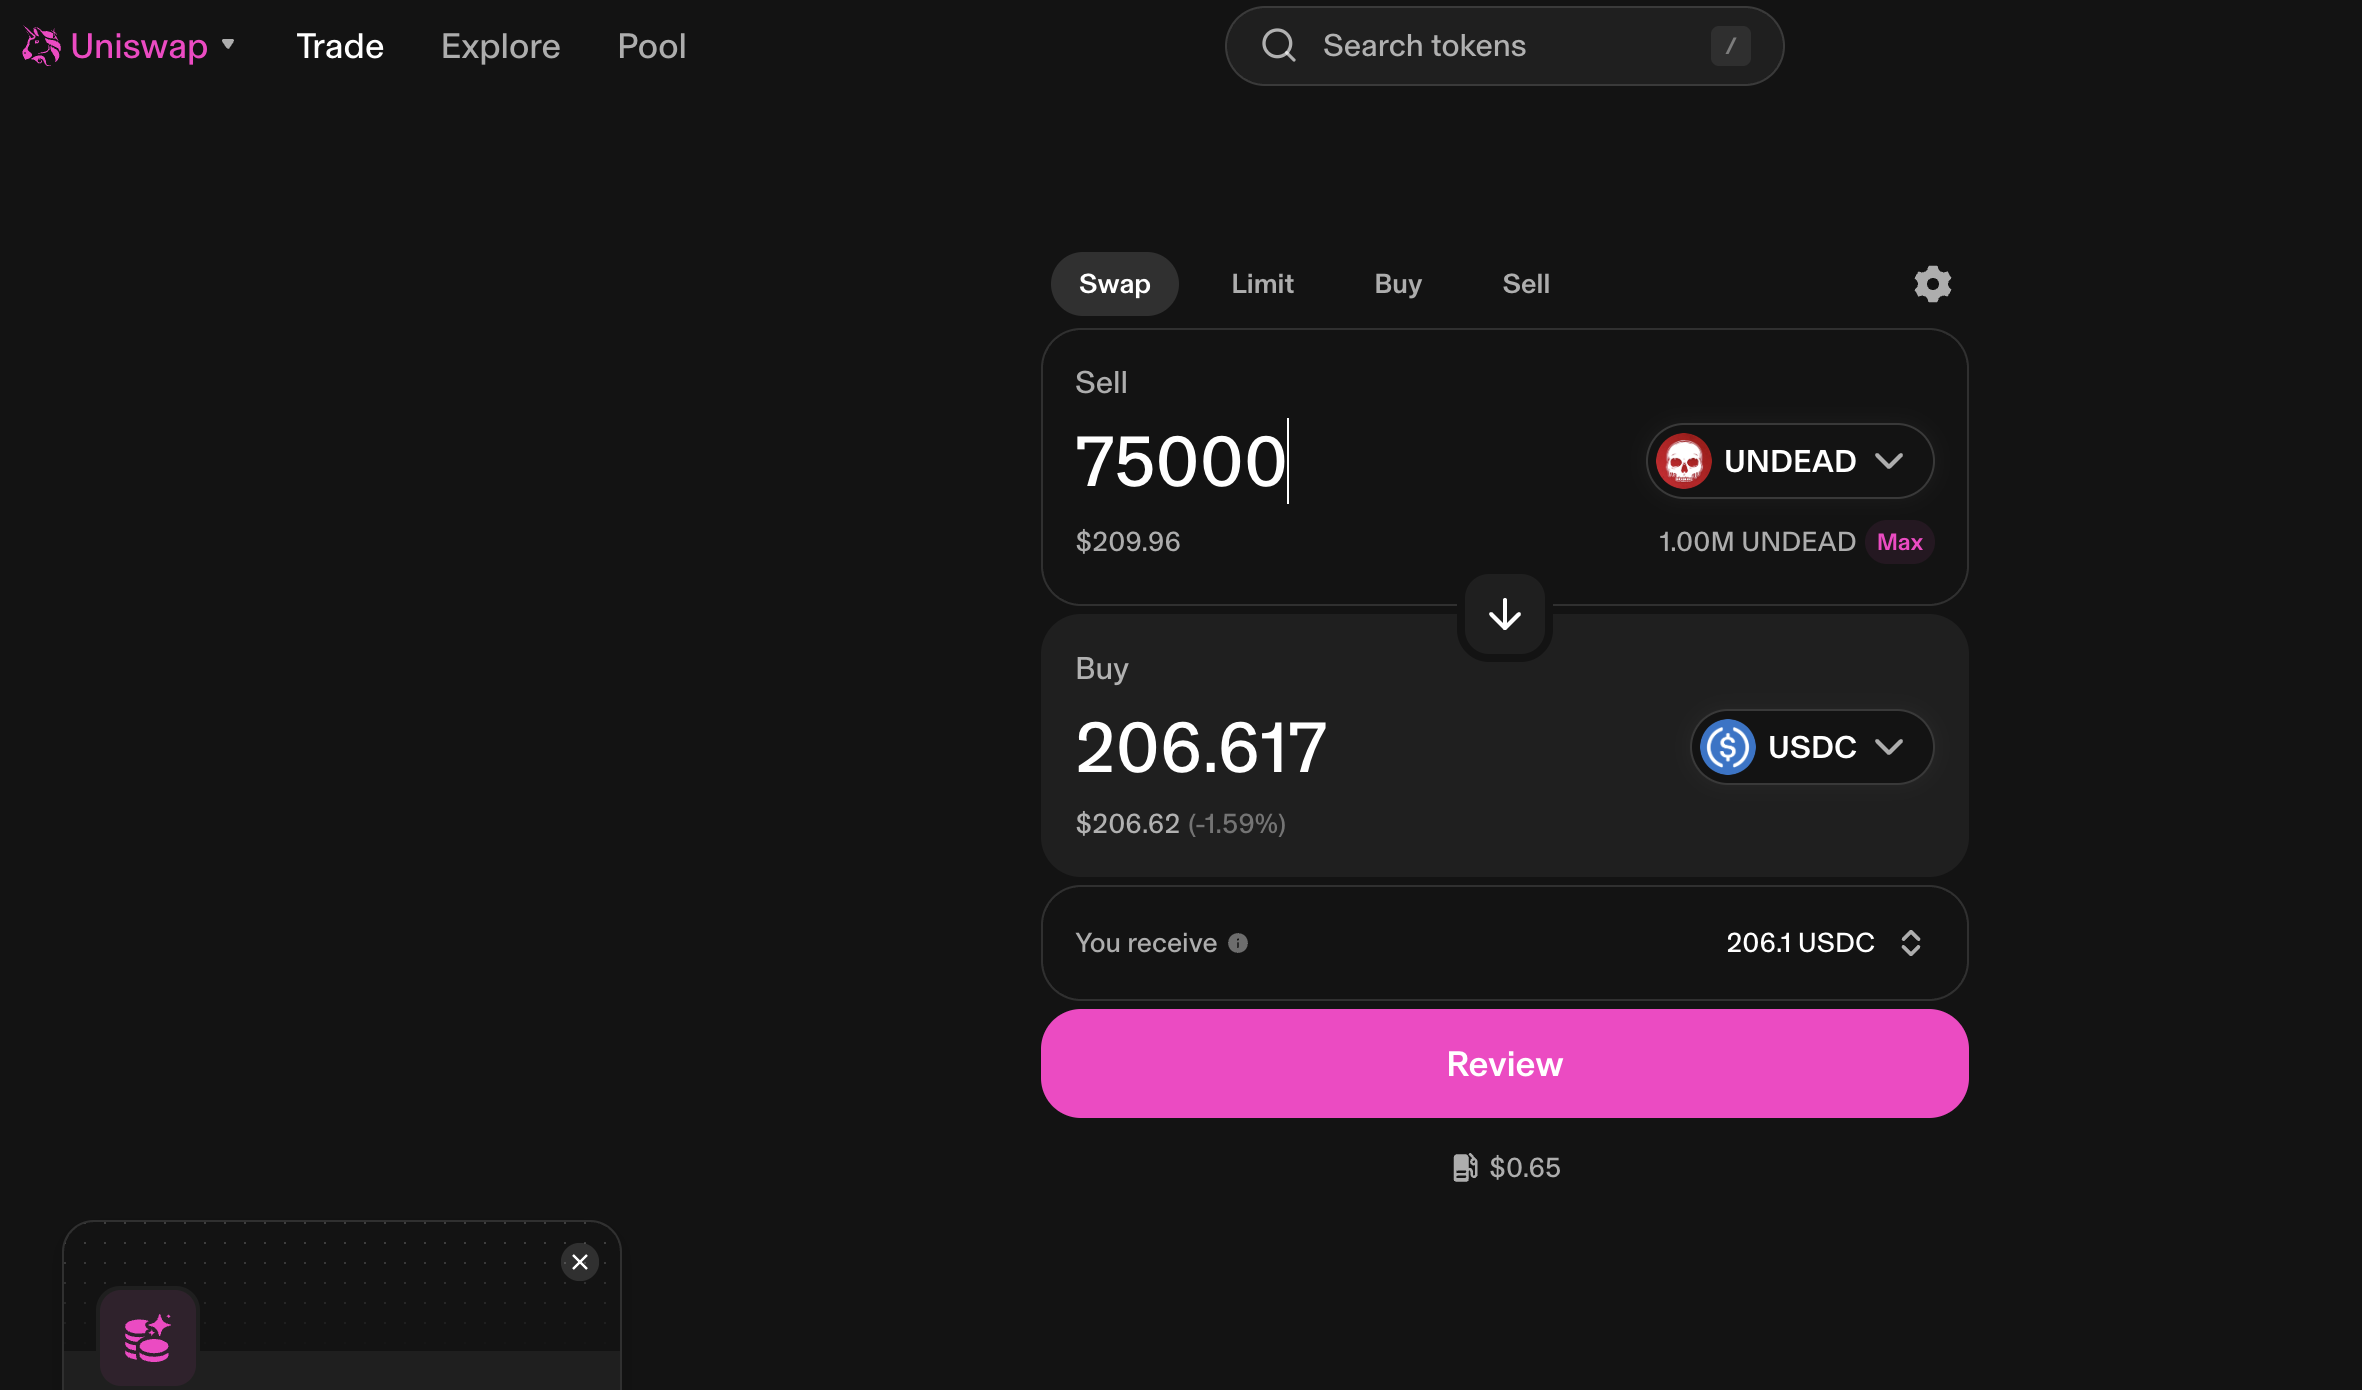 Uniswap Trade Explore Pool Search tokens /
Swap Limit Buy Sell
Sell
75000 UNDEAD
$209.96 1.00M UNDEAD Max
Buy
206.617 USDC
$206.62 (-1.59%)
You receive 206.1 USDC
Review
$0.65